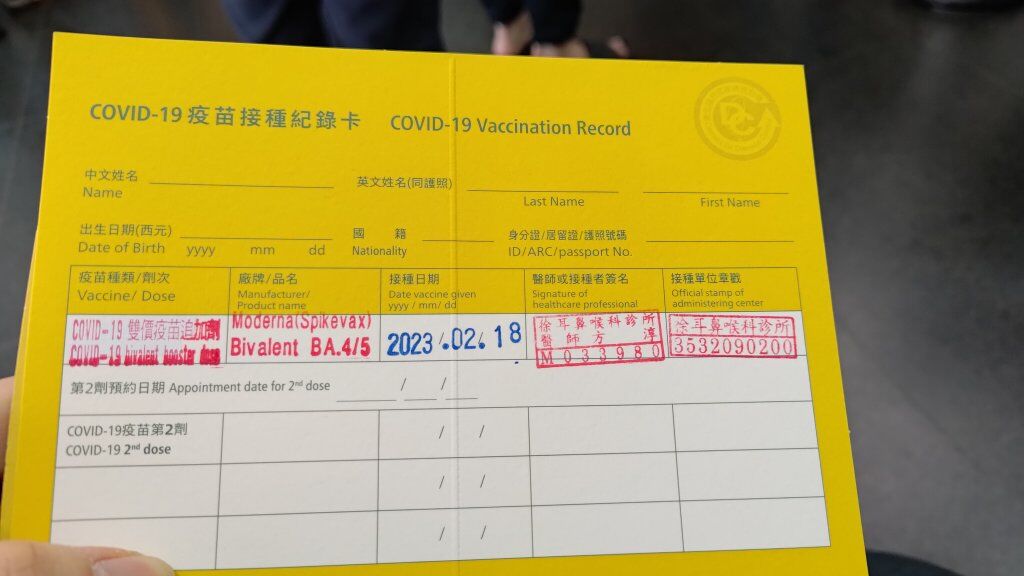 COVID-19 疫苗接種紀錄卡 COVID-19 Vaccination Record
中文姓名
Name
英文姓名(同護照)
Last Name
First Name
出生日期(西元)
Date of Birth yyyy mm dd
國 籍
Nationality
身分證/居留證/護照號碼
ID/ARC/passport No.
疫苗種類/劑次
Vaccine/ Dose
廠牌/品名
Manufacturer/
Product name
接種日期
Date vaccine given
yyyy / mm/ dd
醫師或接種者簽名
Signature of
healthcare professional
接種單位章戳
Official stamp of
administering center
COVID-19 雙價疫苗追加劑
COVID-19 bivalent booster dose
Moderna(Spikevax)
Bivalent BA.4/5
2023.02.18
徐耳鼻喉科診所
醫師方淳
M033980
徐耳鼻喉科診所
3532090200
第2劑預約日期 Appointment date for 2nd dose / /
COVID-19疫苗第2劑
COVID-19 2nd dose
/ /
/ /
/ /